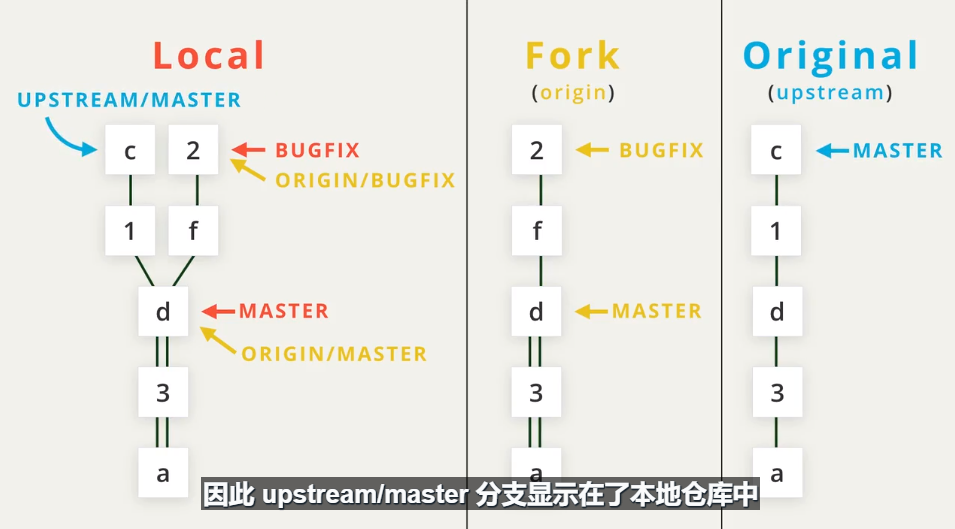 Local
Fork
Original
(origin)
(upstream)
UPSTREAM/MASTER
c
2
BUGFIX
ORIGIN/BUGFIX
1
f
d
MASTER
ORIGIN/MASTER
3
a
2
BUGFIX
f
d
MASTER
3
a
c
MASTER
1
d
3
a
因此 upstream/master 分支显示在了本地仓库中